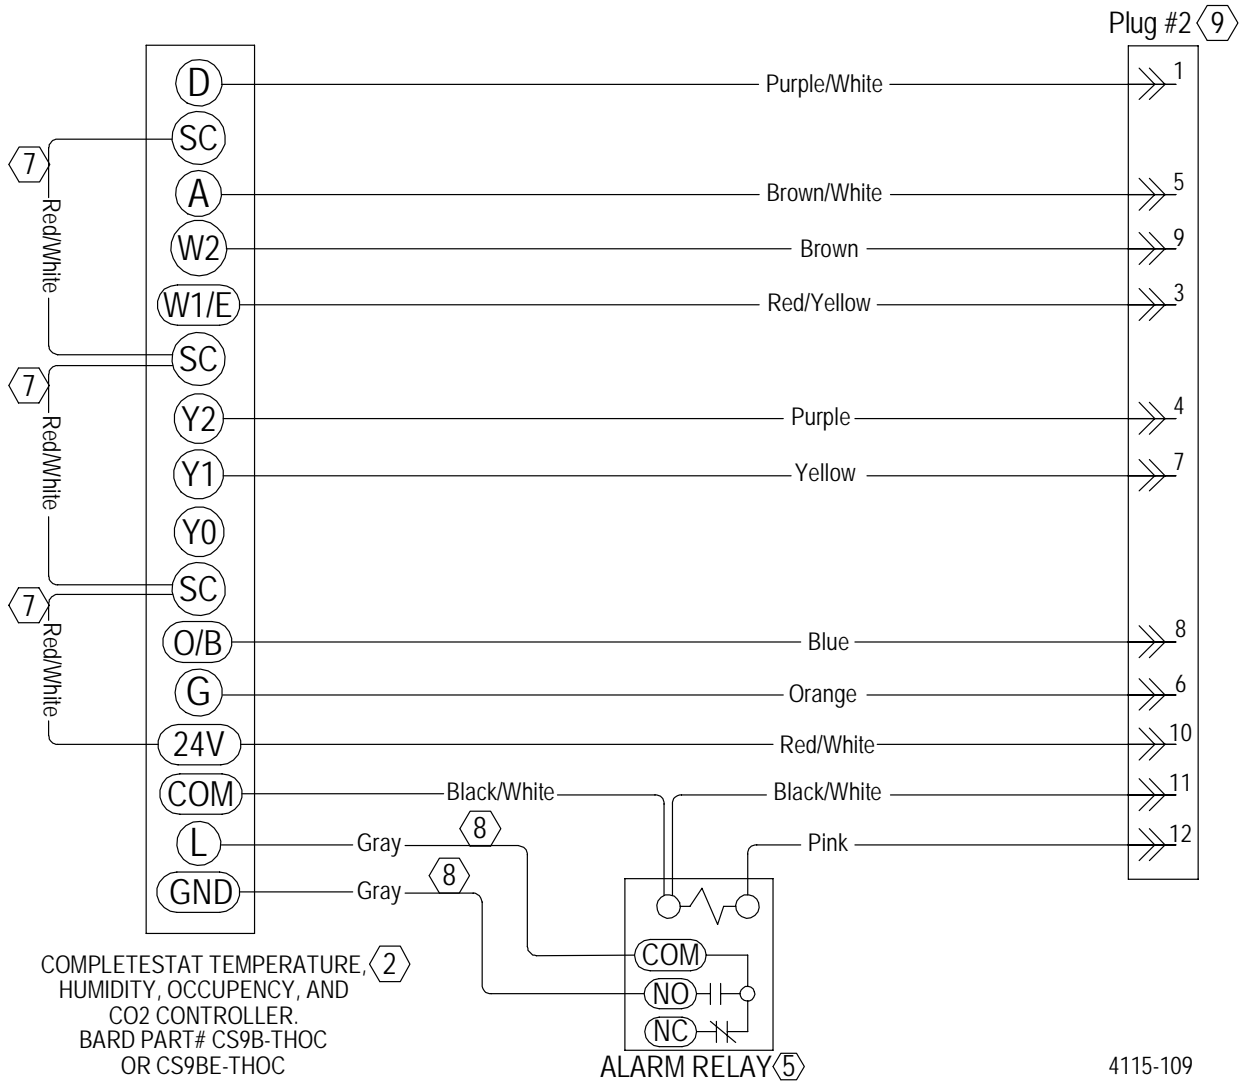 Plug #2 9
D Purple/White 1
SC
7
A Brown/White 5
Red/White
W2 Brown 9
W1/E Red/Yellow 3
SC
7
Y2 Purple 4
Red/White
Y1 Yellow 7
Y0
SC
7
O/B Blue 8
Red/White
G Orange 6
24V Red/White 10
COM Black/White Black/White 11
L Gray 8 Pink 12
GND Gray 8
COM
NO
NC
COMPLETESTAT TEMPERATURE, 2
HUMIDITY, OCCUPENCY, AND
CO2 CONTROLLER.
BARD PART# CS9B-THOC
OR CS9BE-THOC
ALARM RELAY 5
4115-109